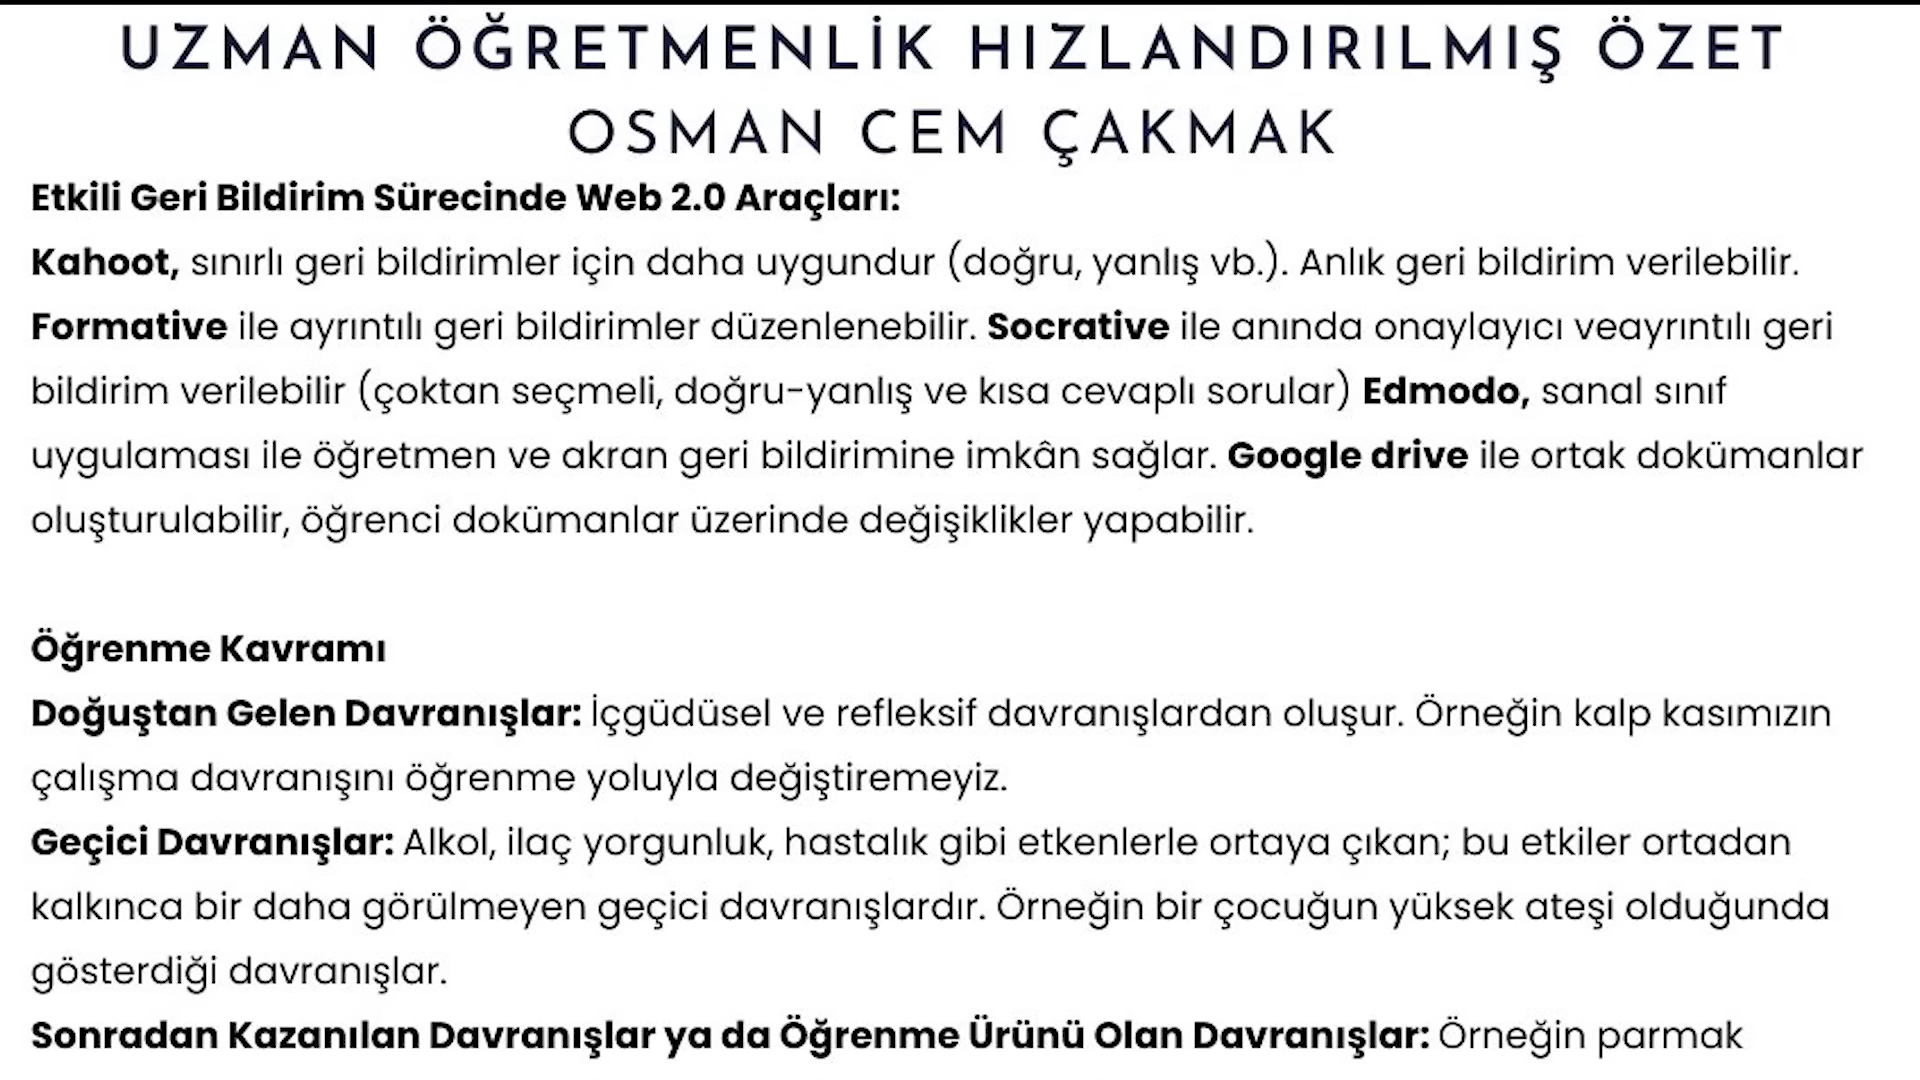 UZMAN ÖĞRETMENLİK HIZLANDIRILMIŞ ÖZET
OSMAN CEM ÇAKMAK
Etkili Geri Bildirim Sürecinde Web 2.0 Araçları:
Kahoot, sınırlı geri bildirimler için daha uygundur (doğru, yanlış vb.). Anlık geri bildirim verilebilir.
Formative ile ayrıntılı geri bildirimler düzenlenebilir. Socrative ile anında onaylayıcı veayrıntılı geri
bildirim verilebilir (çoktan seçmeli, doğru-yanlış ve kısa cevaplı sorular) Edmodo, sanal sınıf
uygulaması ile öğretmen ve akran geri bildirimine imkân sağlar. Google drive ile ortak dokümanlar
oluşturulabilir, öğrenci dokümanlar üzerinde değişiklikler yapabilir.
Öğrenme Kavramı
Doğuştan Gelen Davranışlar: İçgüdüsel ve refleksif davranışlardan oluşur. Örneğin kalp kasımızın
çalışma davranışını öğrenme yoluyla değiştiremeyiz.
Geçici Davranışlar: Alkol, ilaç yorgunluk, hastalık gibi etkenlerle ortaya çıkan; bu etkiler ortadan
kalkınca bir daha görülmeyen geçici davranışlardır. Örneğin bir çocuğun yüksek ateşi olduğunda
gösterdiği davranışlar.
Sonradan Kazanılan Davranışlar ya da Öğrenme Ürünü Olan Davranışlar: Örneğin parmak